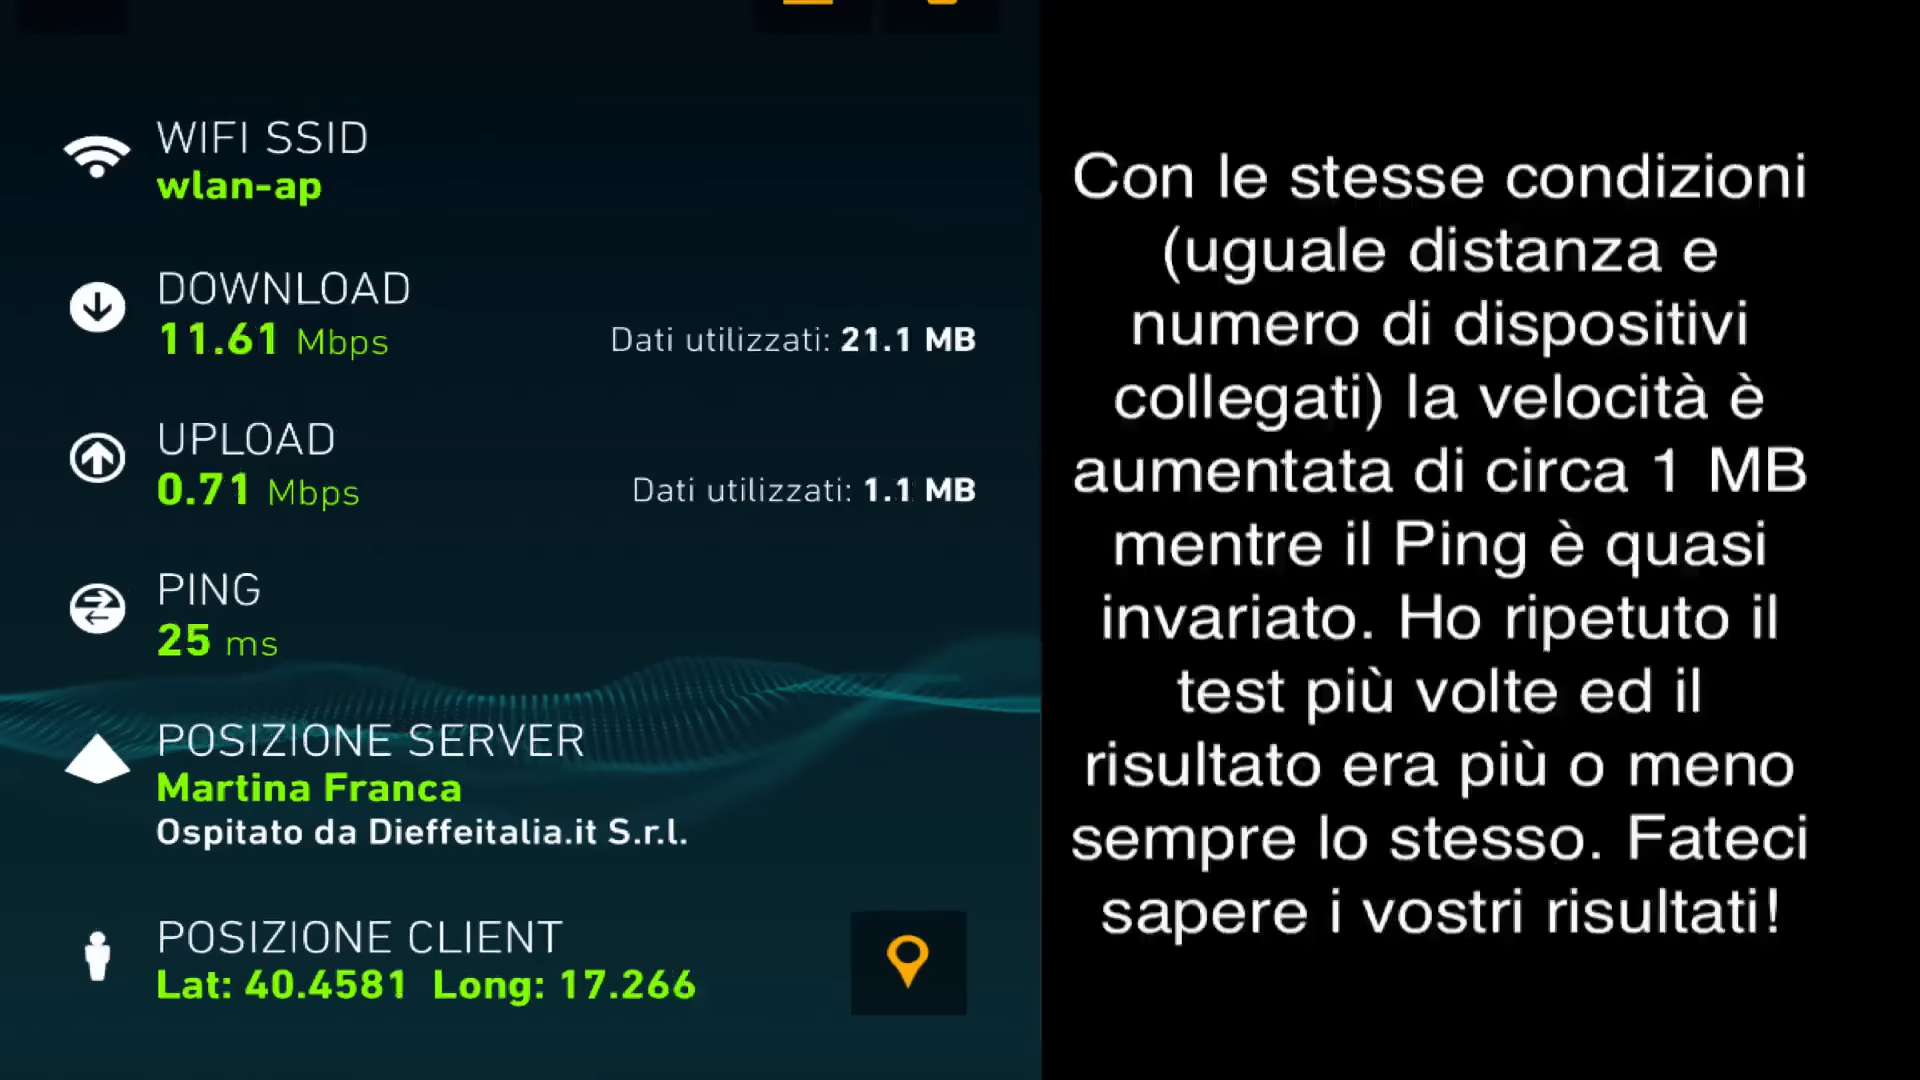 WIFI SSID
wlan-ap
DOWNLOAD
11.61 Mbps
Dati utilizzati: 21.1 MB
UPLOAD
0.71 Mbps
Dati utilizzati: 1.1 MB
PING
25 ms
POSIZIONE SERVER
Martina Franca
Ospitato da Dieffeitalia.it S.r.l.
POSIZIONE CLIENT
Lat: 40.4581 Long: 17.266
Con le stesse condizioni
(uguale distanza e
numero di dispositivi
collegati) la velocità è
aumentata di circa 1 MB
mentre il Ping è quasi
invariato. Ho ripetuto il
test più volte ed il
risultato era più o meno
sempre lo stesso. Fateci
sapere i vostri risultati!